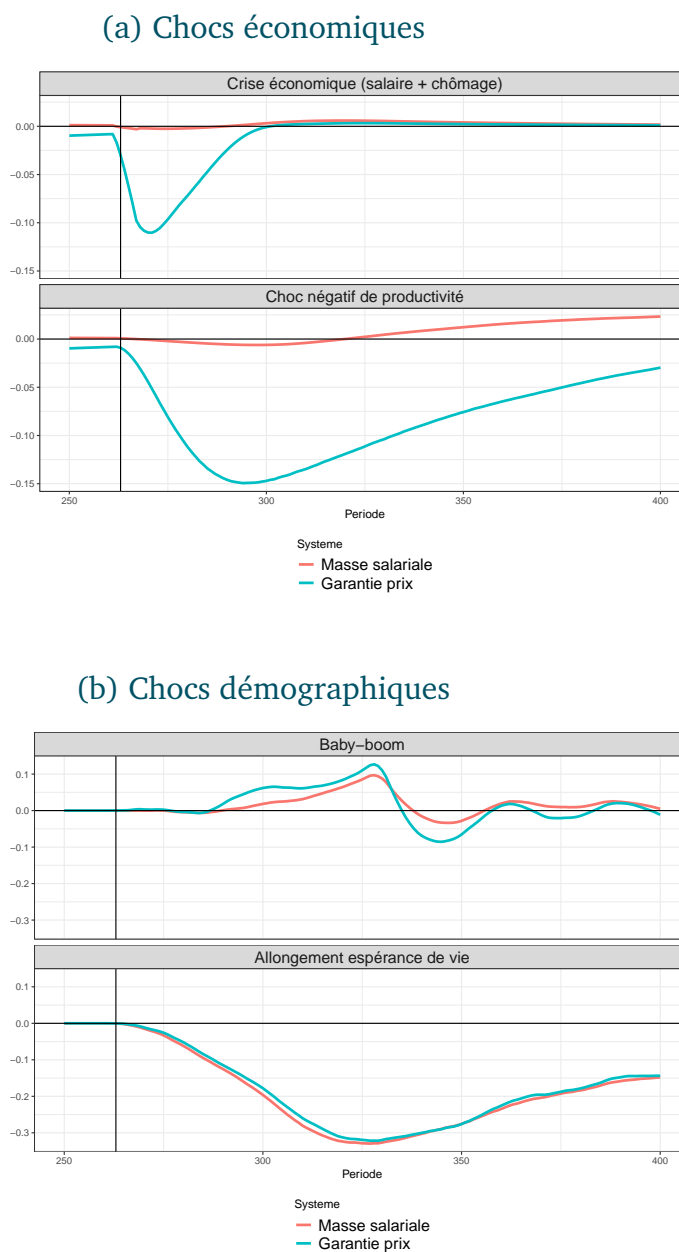 (a) Chocs économiques
Crise économique (salaire + chômage)
0.00
−0.05
−0.10
−0.15
Choc négatif de productivité
0.00
−0.05
−0.10
−0.15
250 300 350 400
Periode
Systeme
Masse salariale
Garantie prix
(b) Chocs démographiques
Baby−boom
0.1
0.0
−0.1
−0.2
−0.3
Allongement espérance de vie
0.1
0.0
−0.1
−0.2
−0.3
250 300 350 400
Periode
Systeme
Masse salariale
Garantie prix